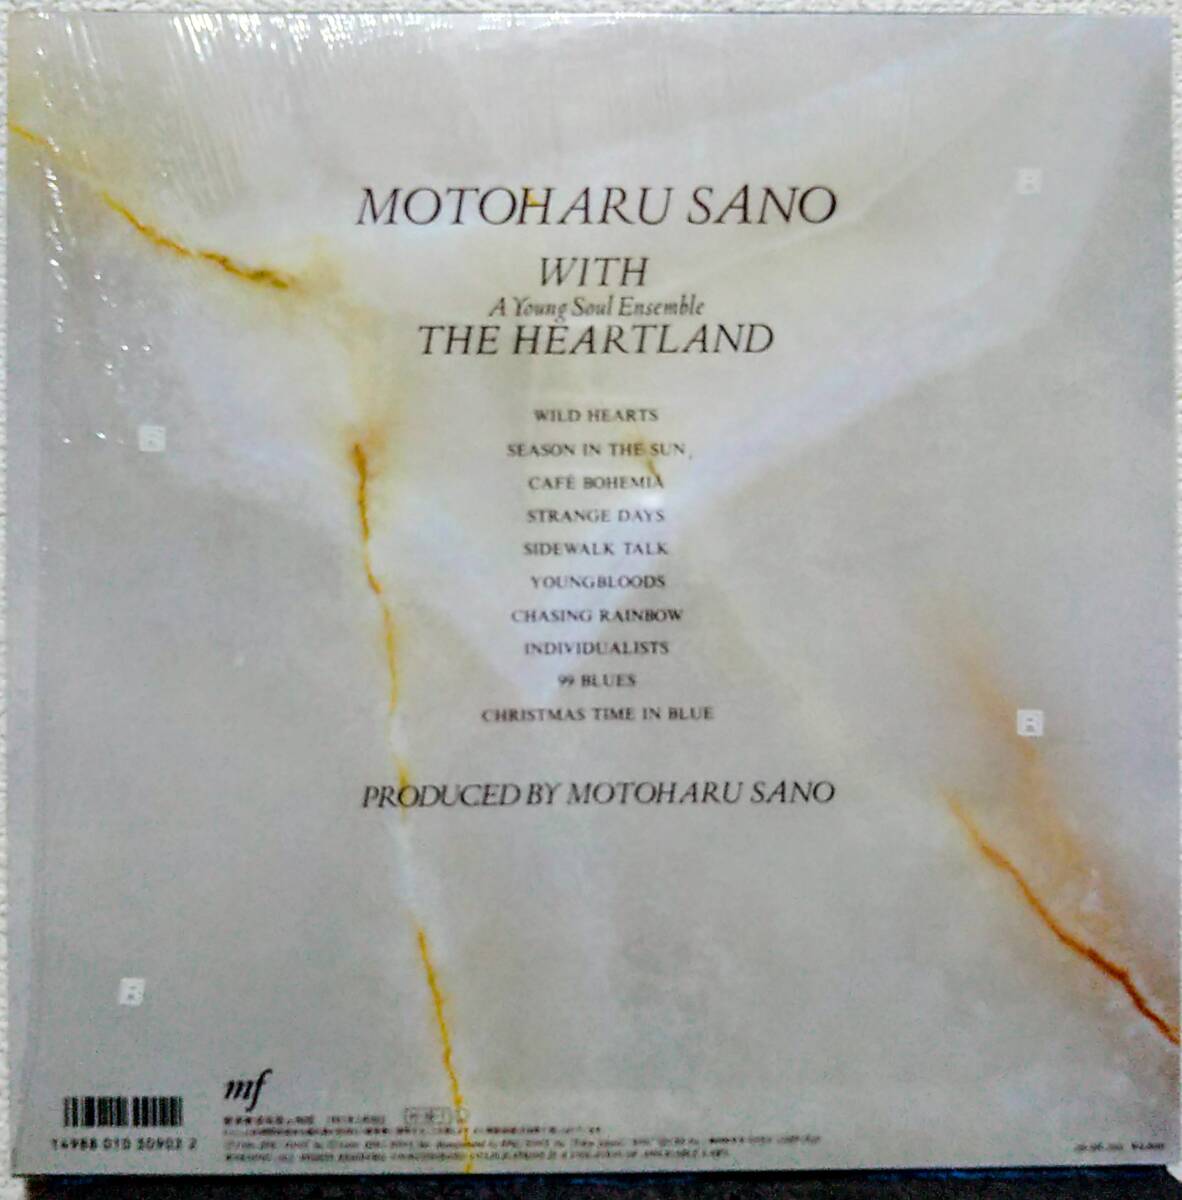 MOTOHARU SANO
WITH
A Young Soul Ensemble
THE HEARTLAND
WILD HEARTS
SEASON IN THE SUN
CAFÉ BOHEMIA
STRANGE DAYS
SIDEWALK TALK
YOUNGBLOODS
CHASING RAINBOW
INDIVIDUALISTS
99 BLUES
CHRISTMAS TIME IN BLUE
PRODUCED BY MOTOHARU SANO
B
B
B
B
mf